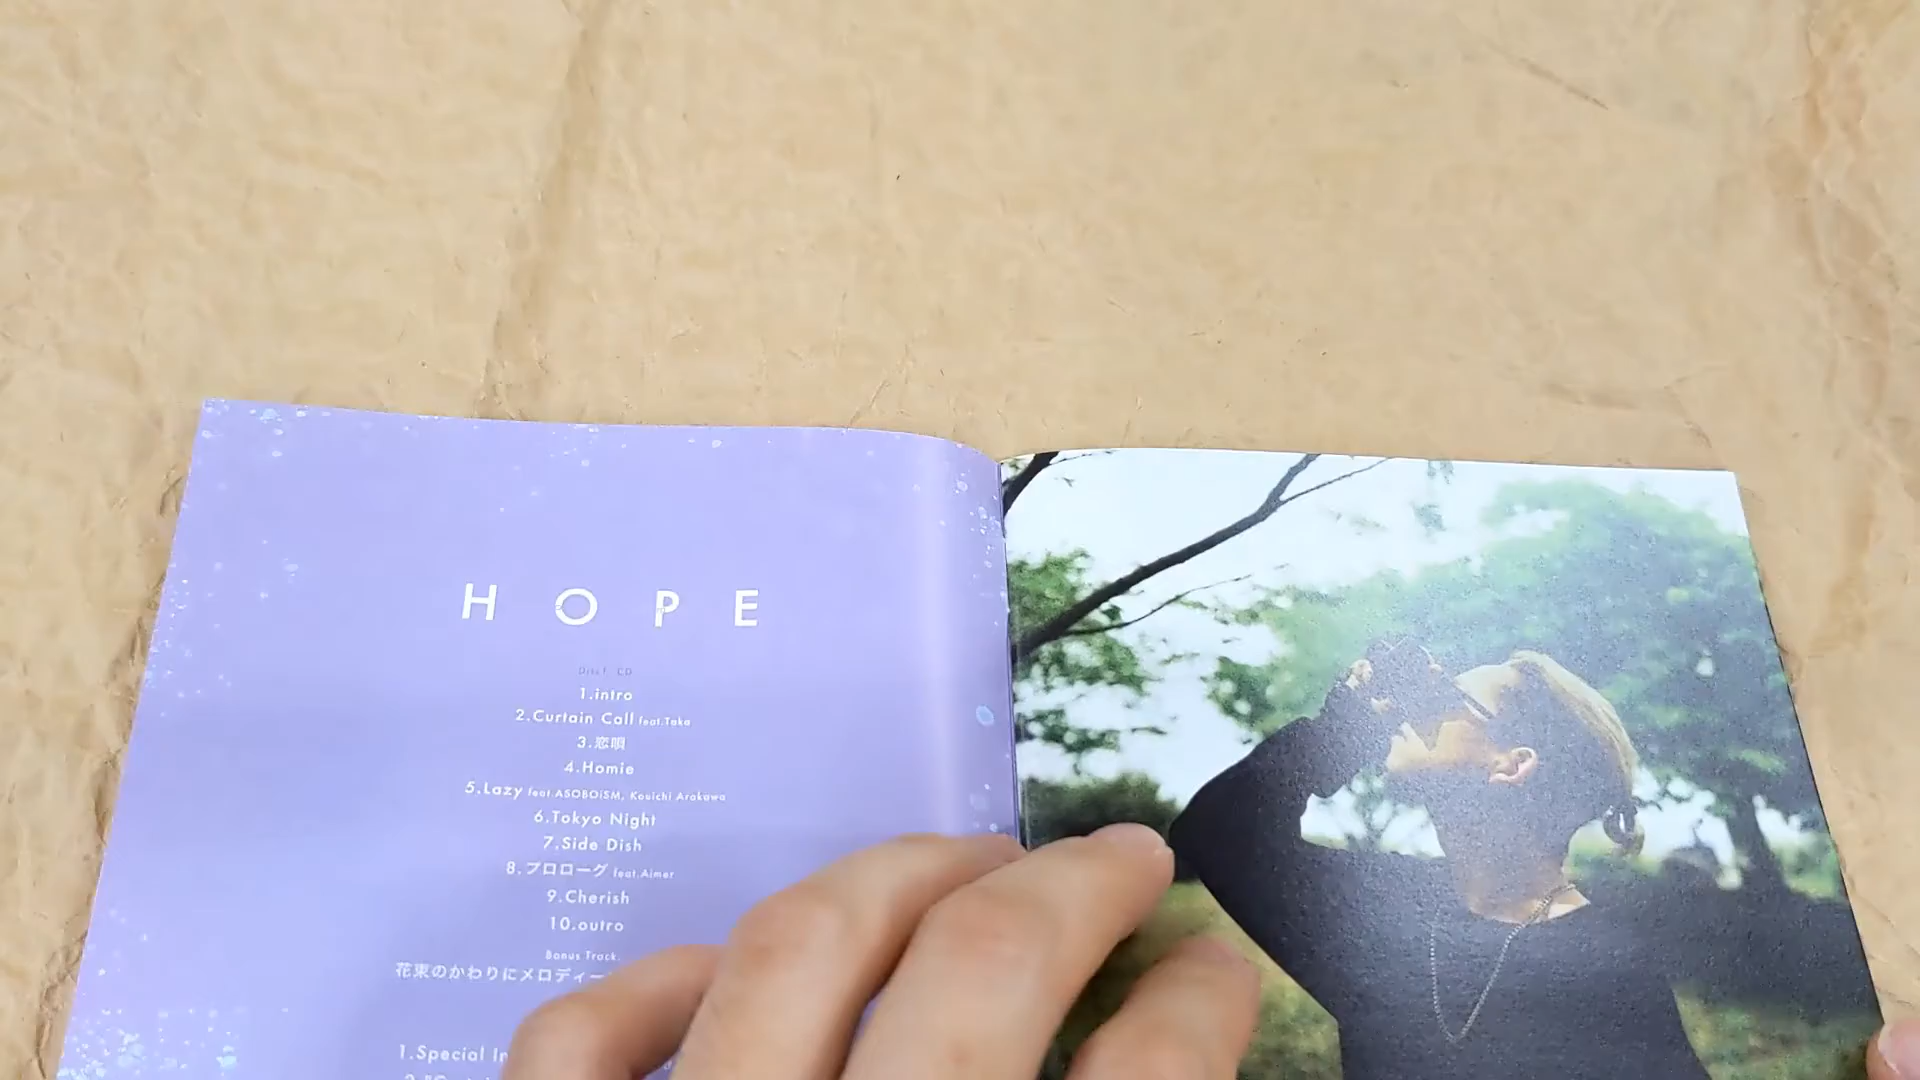 HOPE
Disc1. CD
1.intro
2.Curtain Call feat.Taka
3.恋唄
4.Homie
5.Lazy feat.ASOBOiSM, Kouichi Arakawa
6.Tokyo Night
7.Side Dish
8.プロローグ feat.Aimer
9.Cherish
10.outro
Bonus Track.
花束のかわりにメロディー
1.Special